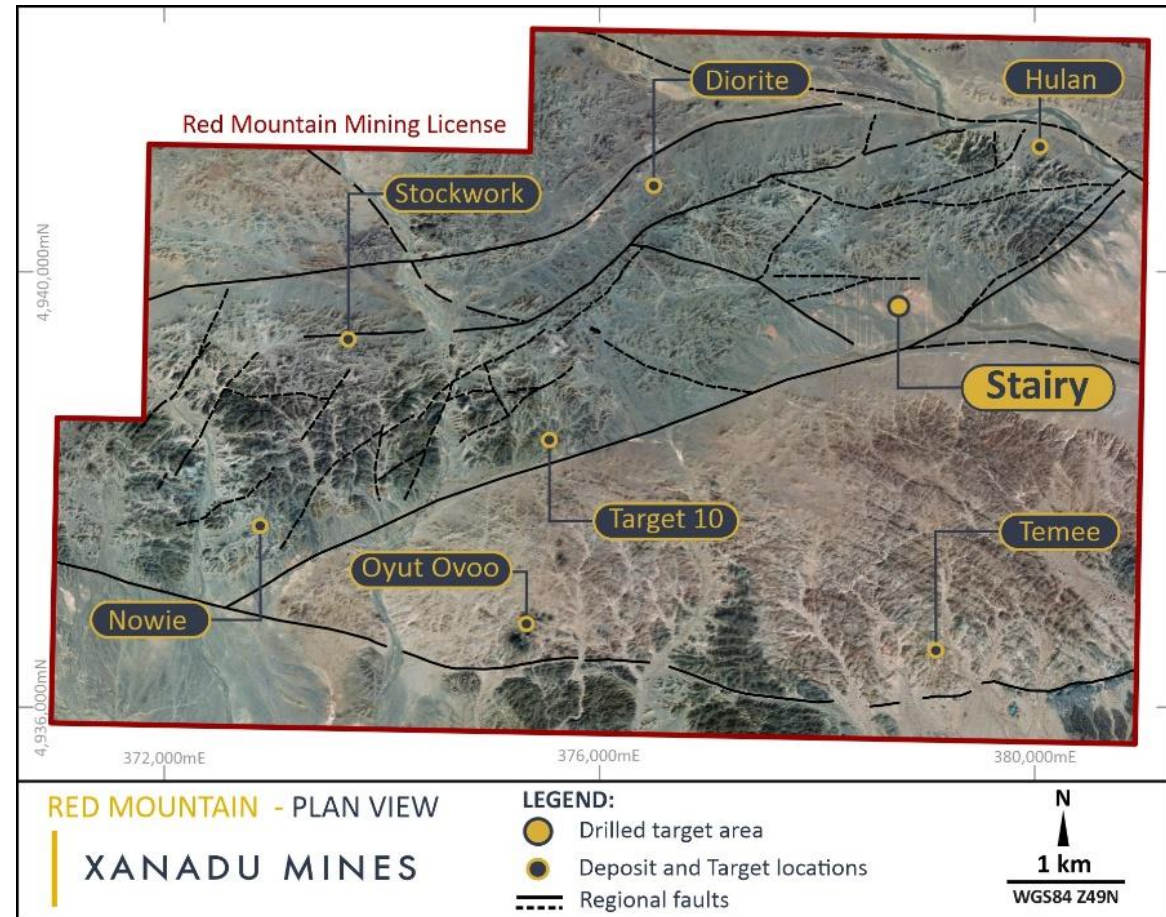 Diorite
Hulan
Red Mountain Mining License
Stockwork
4,940,000mN
Stairy
Target 10
Temee
Oyut Ovoo
Nowie
4,936,000mN
372,000mE
376,000mE
380,000mE
RED MOUNTAIN - PLAN VIEW
XANADU MINES
LEGEND:
Drilled target area
Deposit and Target locations
Regional faults
N
1 km
WGS84 Z49N